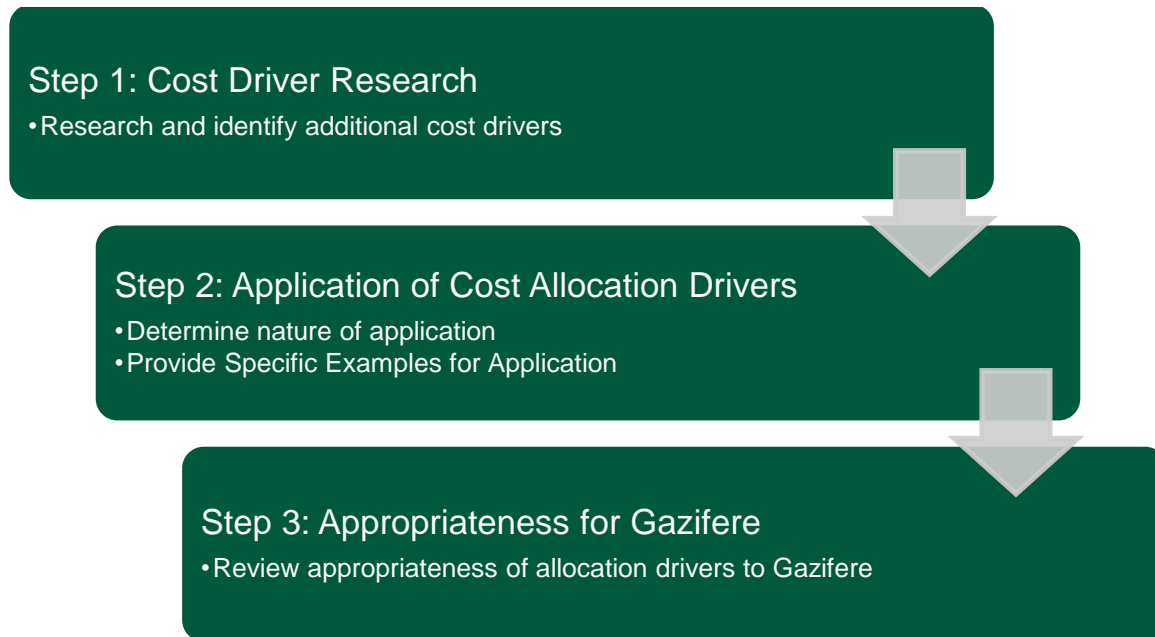 Step 1: Cost Driver Research
•Research and identify additional cost drivers
Step 2: Application of Cost Allocation Drivers
•Determine nature of application
•Provide Specific Examples for Application
Step 3: Appropriateness for Gazifere
•Review appropriateness of allocation drivers to Gazifere